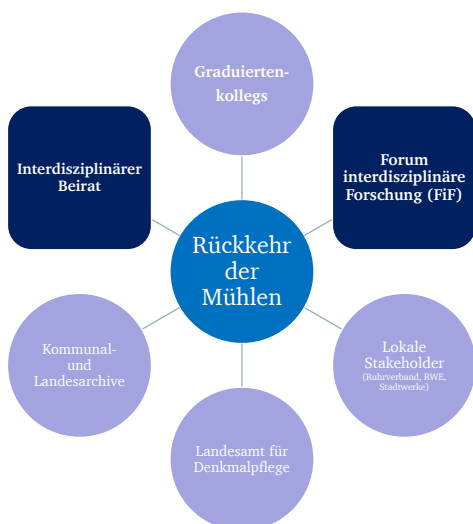 Graduierten-
kollegs
Interdisziplinärer
Beirat
Forum
interdisziplinäre
Forschung (FiF)
Rückkehr
der
Mühlen
Kommunal-
und
Landesarchive
Lokale
Stakeholder
(Ruhrverband, RWE,
Stadtwerke)
Landesamt für
Denkmalpflege